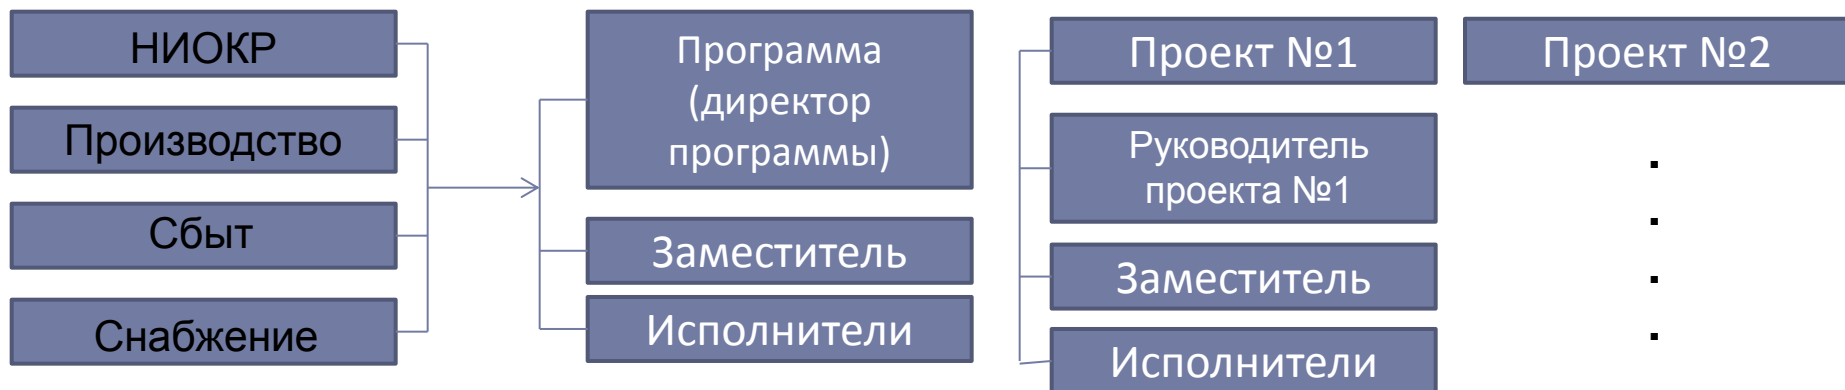 НИОКР
Производство
Сбыт
Снабжение
Программа
(директор
программы)
Заместитель
Исполнители
Проект №1
Руководитель
проекта №1
Заместитель
Исполнители
Проект №2
.
.
.
.